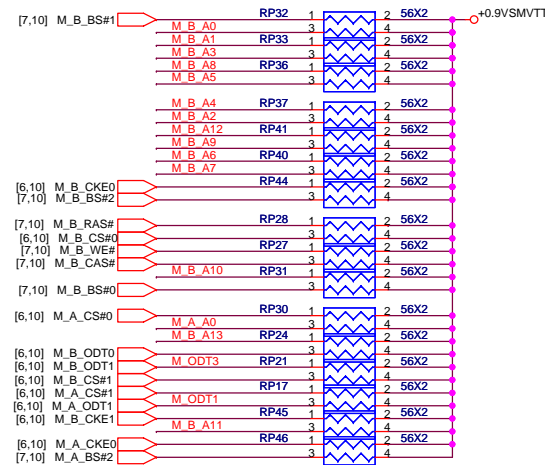 [7,10] M_B_BS#1 RP32 1 2 56X2 +0.9VSMVTT
M_B_A0 3 4
M_B_A1 RP33 1 2 56X2
M_B_A3 3 4
M_B_A8 RP36 1 2 56X2
M_B_A5 3 4
M_B_A4 RP37 1 2 56X2
M_B_A2 3 4
M_B_A12 RP41 1 2 56X2
M_B_A9 3 4
M_B_A6 RP40 1 2 56X2
M_B_A7 3 4
[6,10] M_B_CKE0 RP44 1 2 56X2
[7,10] M_B_BS#2 3 4
[7,10] M_B_RAS# RP28 1 2 56X2
[6,10] M_B_CS#0 3 4
[7,10] M_B_WE# RP27 1 2 56X2
[7,10] M_B_CAS# 3 4
M_B_A10 RP31 1 2 56X2
[7,10] M_B_BS#0 3 4
[6,10] M_A_CS#0 RP30 1 2 56X2
M_A_A0 3 4
M_B_A13 RP24 1 2 56X2
[6,10] M_B_ODT0 3 4
[6,10] M_B_ODT1 M_ODT3 RP21 1 2 56X2
[6,10] M_B_CS#1 3 4
[6,10] M_A_CS#1 RP17 1 2 56X2
[6,10] M_A_ODT1 M_ODT1 3 4
[6,10] M_B_CKE1 RP45 1 2 56X2
M_B_A11 3 4
[6,10] M_A_CKE0 RP46 1 2 56X2
[7,10] M_A_BS#2 3 4